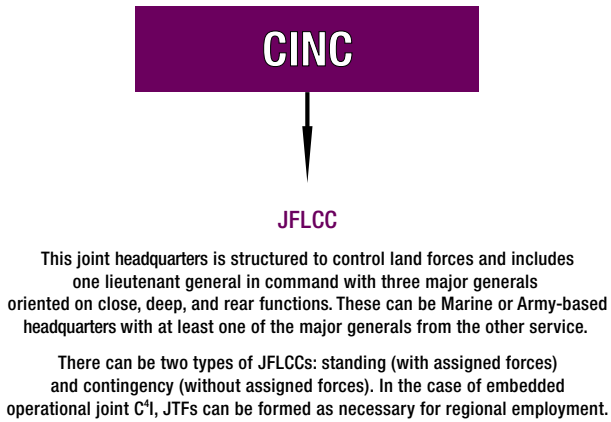 CINC
JFLCC
This joint headquarters is structured to control land forces and includes
one lieutenant general in command with three major generals
oriented on close, deep, and rear functions. These can be Marine or Army-based
headquarters with at least one of the major generals from the other service.
There can be two types of JFLCCs: standing (with assigned forces)
and contingency (without assigned forces). In the case of embedded
operational joint C⁴I, JTFs can be formed as necessary for regional employment.